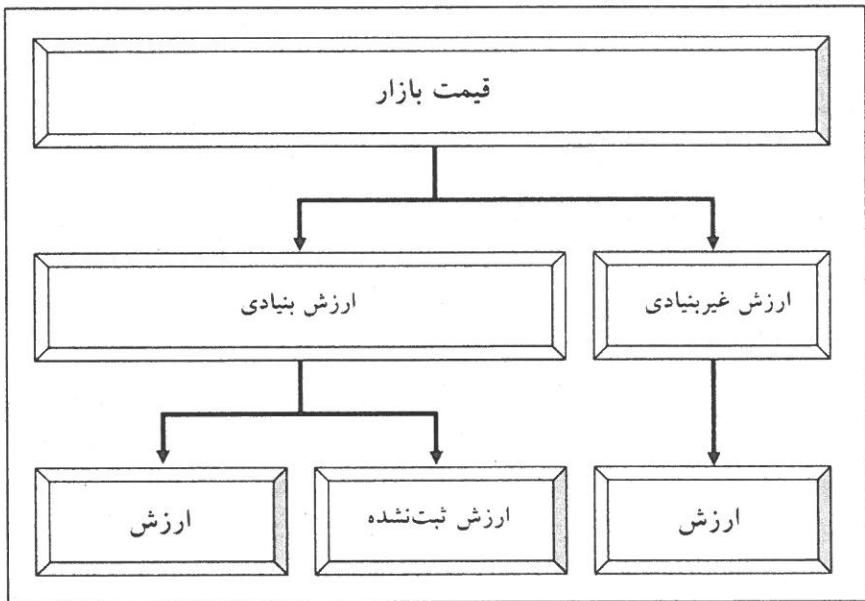 قیمت بازار
ارزش غیربنیادی
ارزش بنیادی
ارزش
ارزش ثبت‌نشده
ارزش